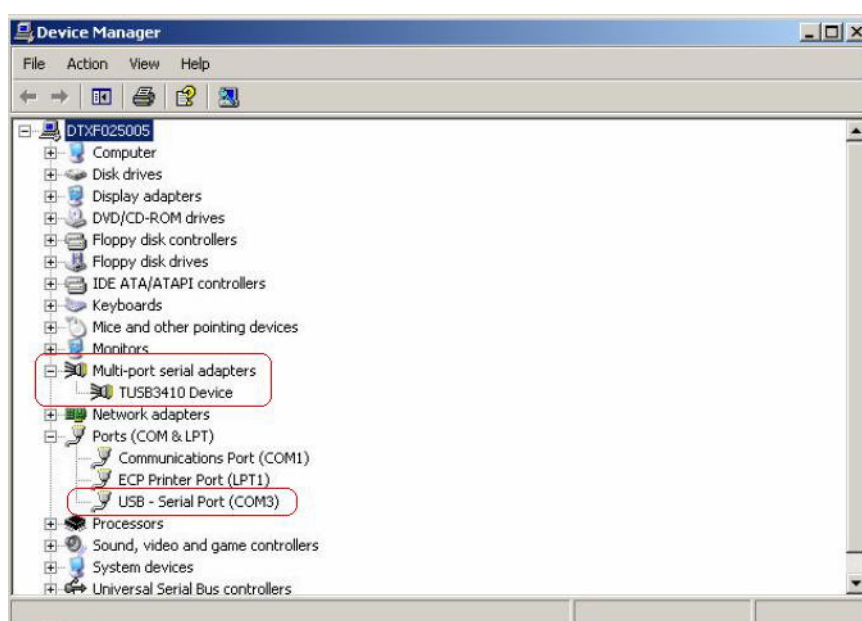 Device Manager
File Action View Help
DTXF025005
Computer
Disk drives
Display adapters
DVD/CD-ROM drives
Floppy disk controllers
Floppy disk drives
IDE ATA/ATAPI controllers
Keyboards
Mice and other pointing devices
Monitors
Multi-port serial adapters
TUSB3410 Device
Network adapters
Ports (COM & LPT)
Communications Port (COM1)
ECP Printer Port (LPT1)
USB - Serial Port (COM3)
Processors
Sound, video and game controllers
System devices
Universal Serial Bus controllers